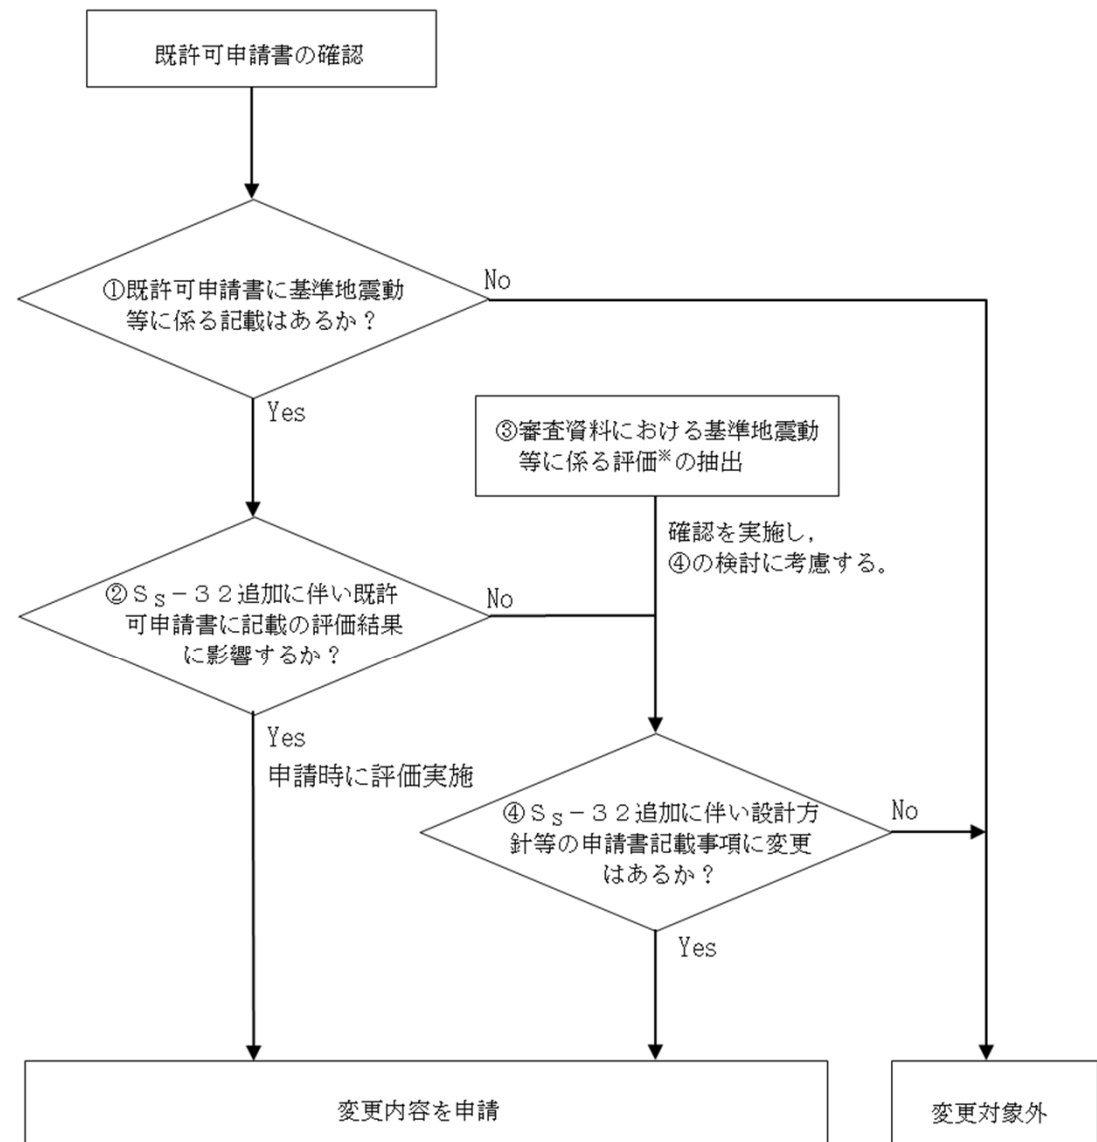 既許可申請書の確認
①既許可申請書に基準地震動
等に係る記載はあるか？
No
Yes
③審査資料における基準地震動
等に係る評価※の抽出
確認を実施し，
④の検討に考慮する。
②ＳS－３２追加に伴い既許
可申請書に記載の評価結果
に影響するか？
No
Yes
申請時に評価実施
④ＳS－３２追加に伴い設計方
針等の申請書記載事項に変更
はあるか？
No
Yes
変更内容を申請
変更対象外